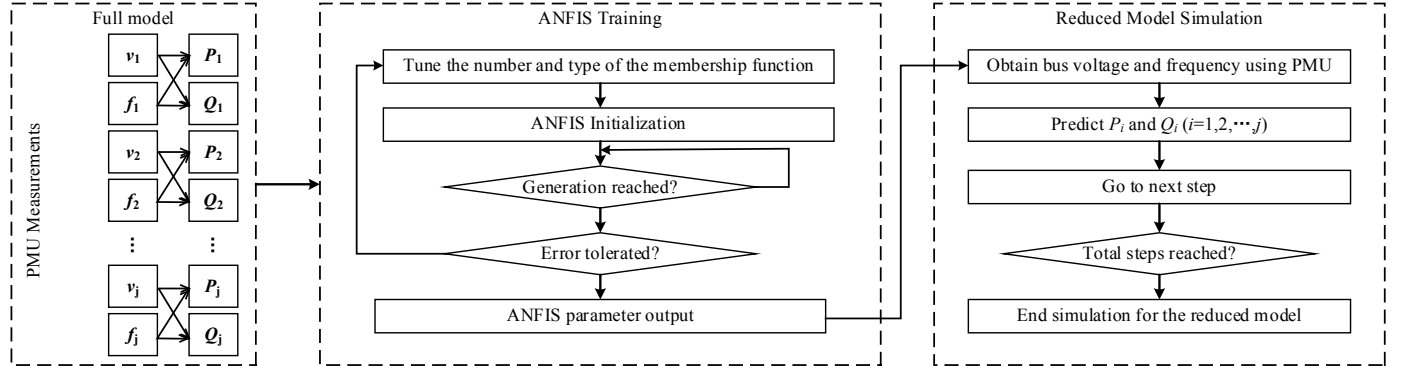 Full model
PMU Measurements
v1 P1
f1 Q1
v2 P2
f2 Q2
⋮ ⋮
vj Pj
fj Qj
ANFIS Training
Tune the number and type of the membership function
ANFIS Initialization
Generation reached?
Error tolerated?
ANFIS parameter output
Reduced Model Simulation
Obtain bus voltage and frequency using PMU
Predict Pi and Qi (i=1,2,⋯,j)
Go to next step
Total steps reached?
End simulation for the reduced model